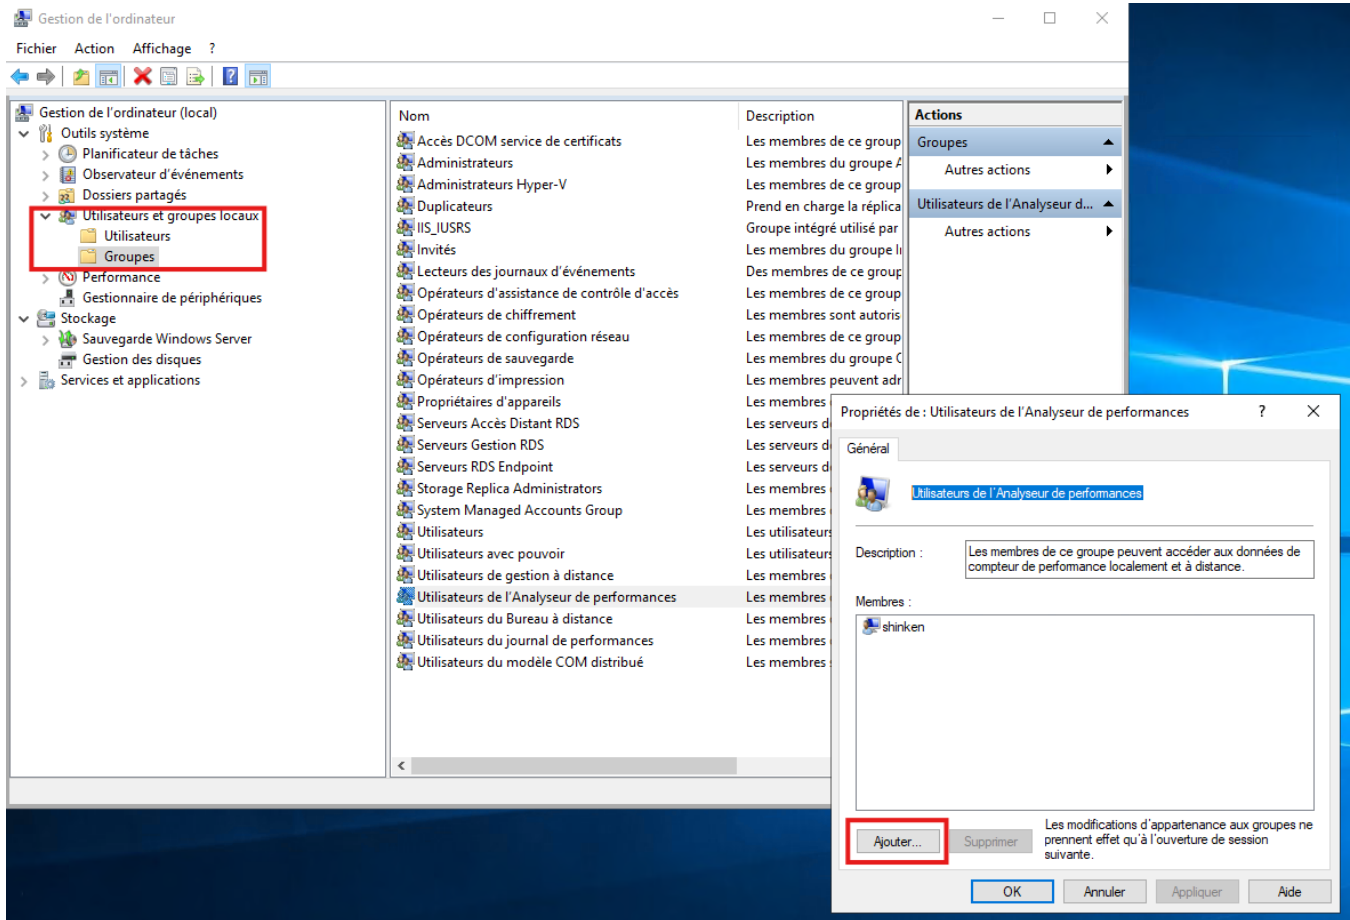 Gestion de l'ordinateur
Fichier Action Affichage ?
Gestion de l'ordinateur (local)
Outils système
Planificateur de tâches
Observateur d'événements
Dossiers partagés
Utilisateurs et groupes locaux
Utilisateurs
Groupes
Performance
Gestionnaire de périphériques
Stockage
Sauvegarde Windows Server
Gestion des disques
Services et applications
Nom Description
Accès DCOM service de certificats Les membres de ce group
Administrateurs Les membres du groupe A
Administrateurs Hyper-V Les membres de ce group
Duplicateurs Prend en charge la réplica
IIS_IUSRS Groupe intégré utilisé par
Invités Les membres du groupe I
Lecteurs des journaux d'événements Des membres de ce group
Opérateurs d'assistance de contrôle d'accès Les membres de ce group
Opérateurs de chiffrement Les membres sont autoris
Opérateurs de configuration réseau Les membres de ce group
Opérateurs de sauvegarde Les membres du groupe
Opérateurs d'impression Les membres peuvent adr
Propriétaires d'appareils Les membres
Serveurs Accès Distant RDS Les serveurs d
Serveurs Gestion RDS Les serveurs d
Serveurs RDS Endpoint Les serveurs d
Storage Replica Administrators Les membres
System Managed Accounts Group Les membres
Utilisateurs Les utilisateurs
Utilisateurs avec pouvoir Les utilisateurs
Utilisateurs de gestion à distance Les membres
Utilisateurs de l'Analyseur de performances Les membres
Utilisateurs du Bureau à distance Les membres
Utilisateurs du journal de performances Les membres
Utilisateurs du modèle COM distribué Les membres s
Actions
Groupes
Autres actions
Utilisateurs de l'Analyseur d...
Autres actions
Propriétés de : Utilisateurs de l'Analyseur de performances ?
Général
Utilisateurs de l'Analyseur de performances
Description :
Les membres de ce groupe peuvent accéder aux données de
compteur de performance localement et à distance.
Membres :
shinken
Ajouter... Supprimer
Les modifications d'appartenance aux groupes ne
prennent effet qu'à l'ouverture de session
suivante.
OK Annuler Appliquer Aide